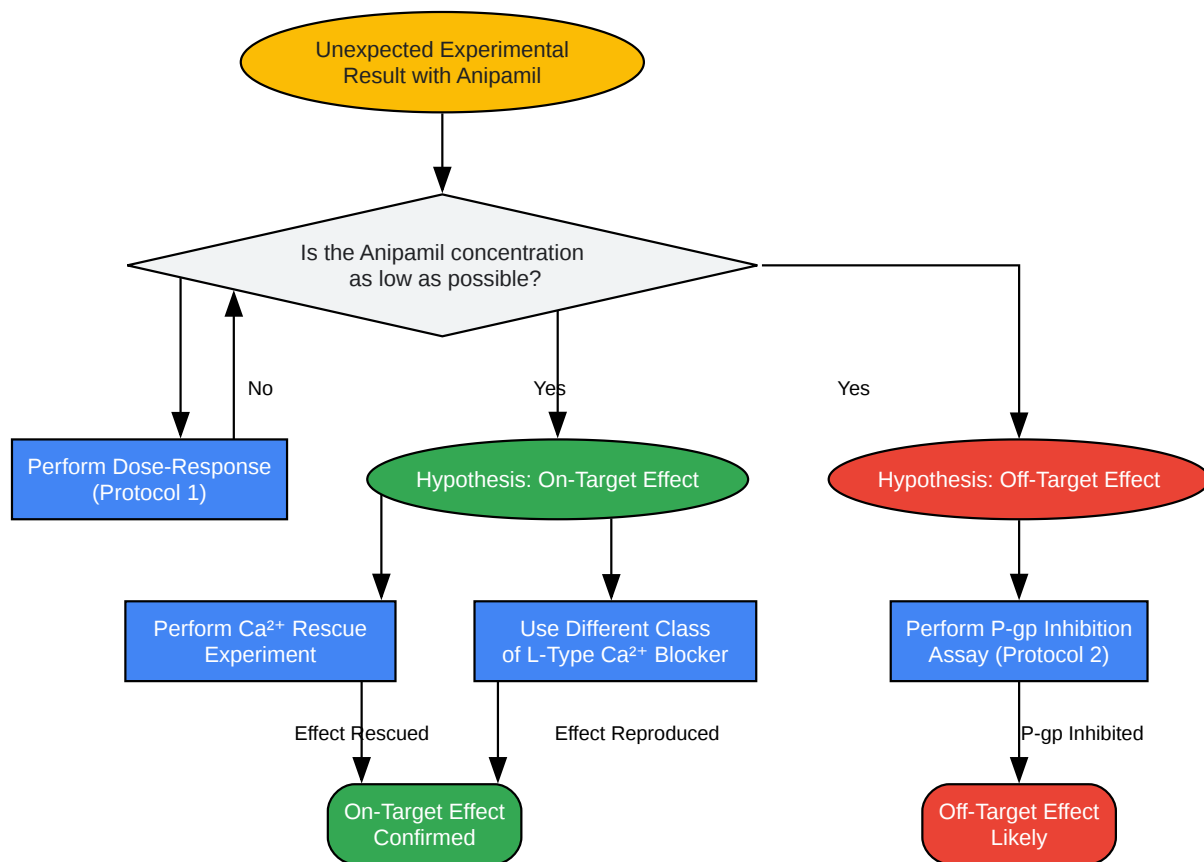 Unexpected Experimental
Result with Anipamil
Is the Anipamil concentration
as low as possible?
No
Yes
Yes
Perform Dose-Response
(Protocol 1)
Hypothesis: On-Target Effect
Hypothesis: Off-Target Effect
Perform Ca²⁺ Rescue
Experiment
Use Different Class
of L-Type Ca²⁺ Blocker
Perform P-gp Inhibition
Assay (Protocol 2)
Effect Rescued
Effect Reproduced
P-gp Inhibited
On-Target Effect
Confirmed
Off-Target Effect
Likely